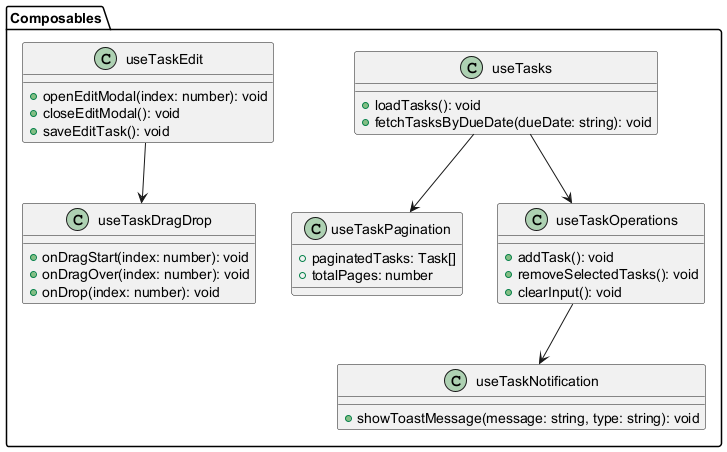 Composables
C useTaskEdit
openEditModal(index: number): void
closeEditModal(): void
saveEditTask(): void
C useTasks
loadTasks(): void
fetchTasksByDueDate(dueDate: string): void
C useTaskDragDrop
onDragStart(index: number): void
onDragOver(index: number): void
onDrop(index: number): void
C useTaskPagination
paginatedTasks: Task[]
totalPages: number
C useTaskOperations
addTask(): void
removeSelectedTasks(): void
clearInput(): void
C useTaskNotification
showToastMessage(message: string, type: string): void